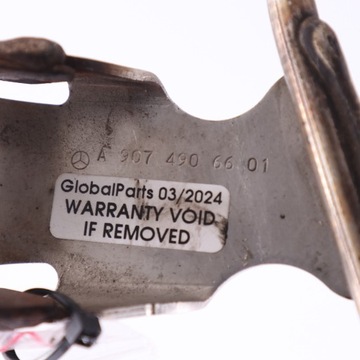 A 907 490 66 01
GlobalParts 03/2024
WARRANTY VOID
IF REMOVED